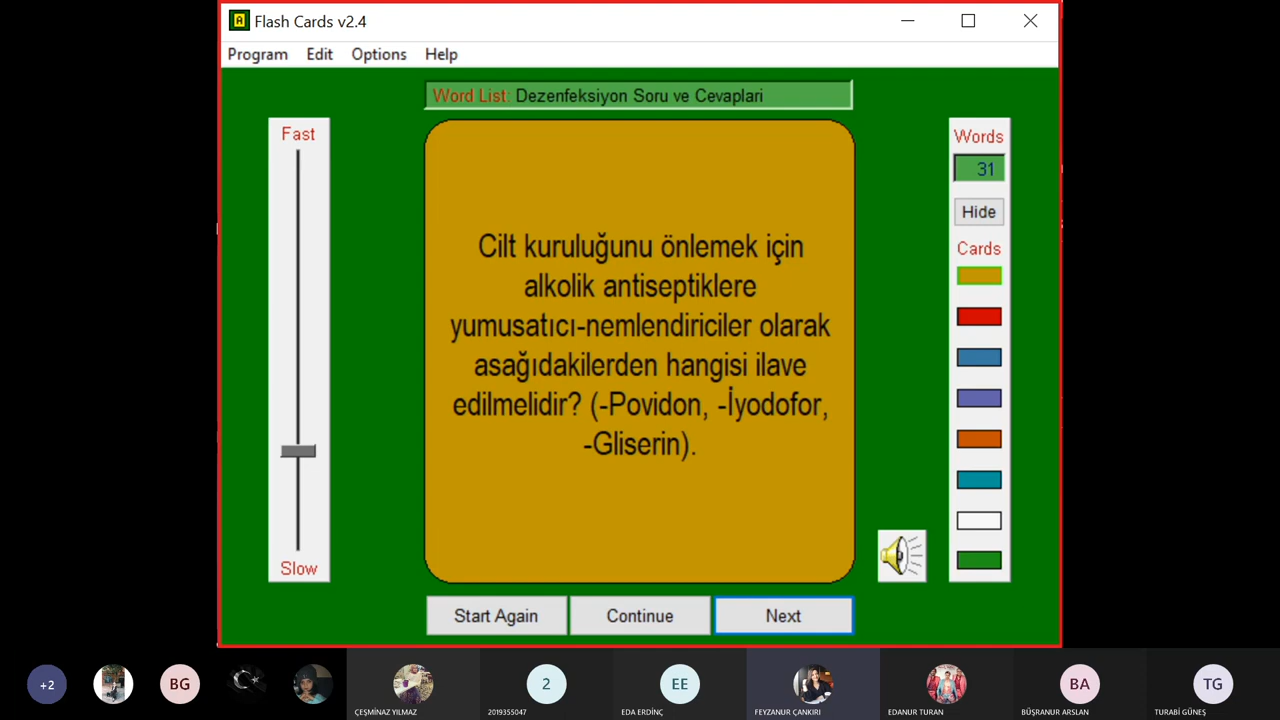 Flash Cards v2.4
Program Edit Options Help
Word List: Dezenfeksiyon Soru ve Cevaplari
Fast
Slow
Cilt kuruluğunu önlemek için
alkolik antiseptiklere
yumusatıcı-nemlendiriciler olarak
asağıdakilerden hangisi ilave
edilmelidir? (-Povidon, -İyodofor,
-Gliserin).
Words
31
Hide
Cards
Start Again Continue Next
+2 BG 2 EE BA TG
ÇEŞMİNAZ YILMAZ 2019355047 EDA ERDİNÇ FEYZANUR ÇANKIRI EDANUR TURAN BÜŞRANUR ARSLAN TURABİ GÜNEŞ